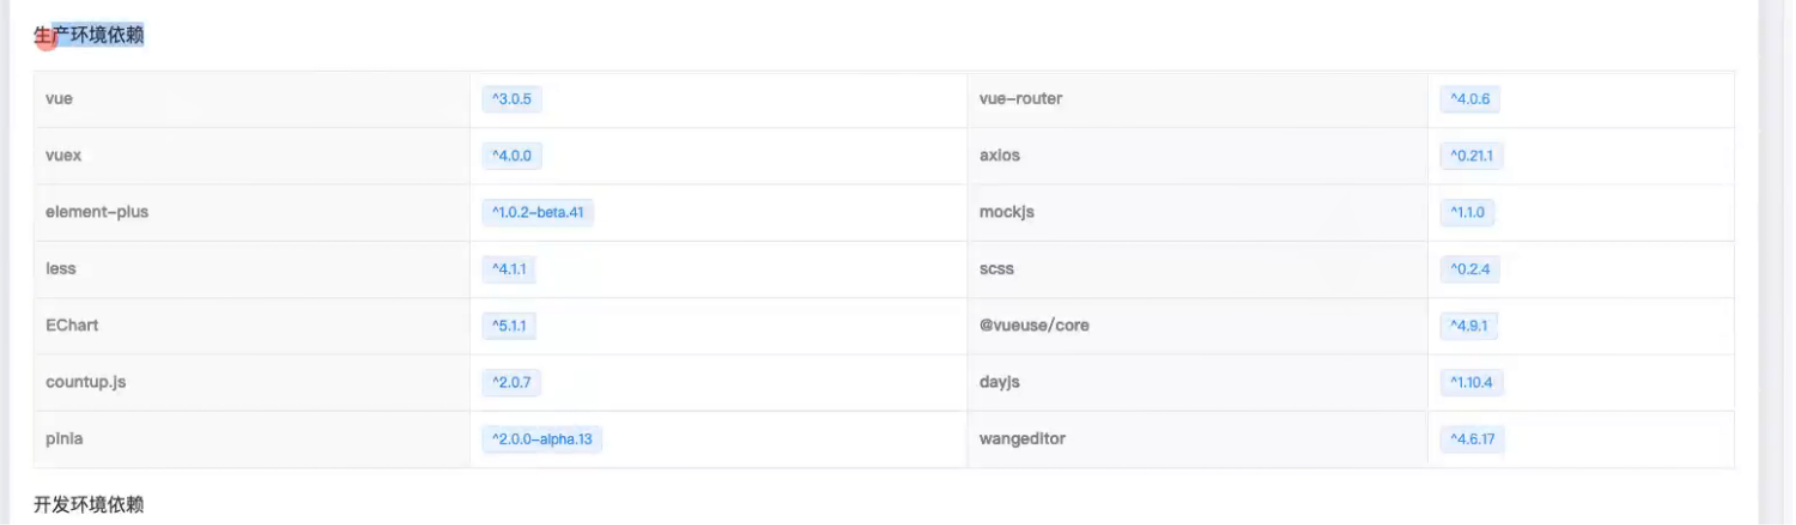 生产环境依赖
vue ^3.0.5 vue-router ^4.0.6
vuex ^4.0.0 axios ^0.21.1
element-plus ^1.0.2-beta.41 mockjs ^1.1.0
less ^4.1.1 scss ^0.2.4
EChart ^5.1.1 @vueuse/core ^4.9.1
countup.js ^2.0.7 dayjs ^1.10.4
pinia ^2.0.0-alpha.13 wangeditor ^4.6.17
开发环境依赖